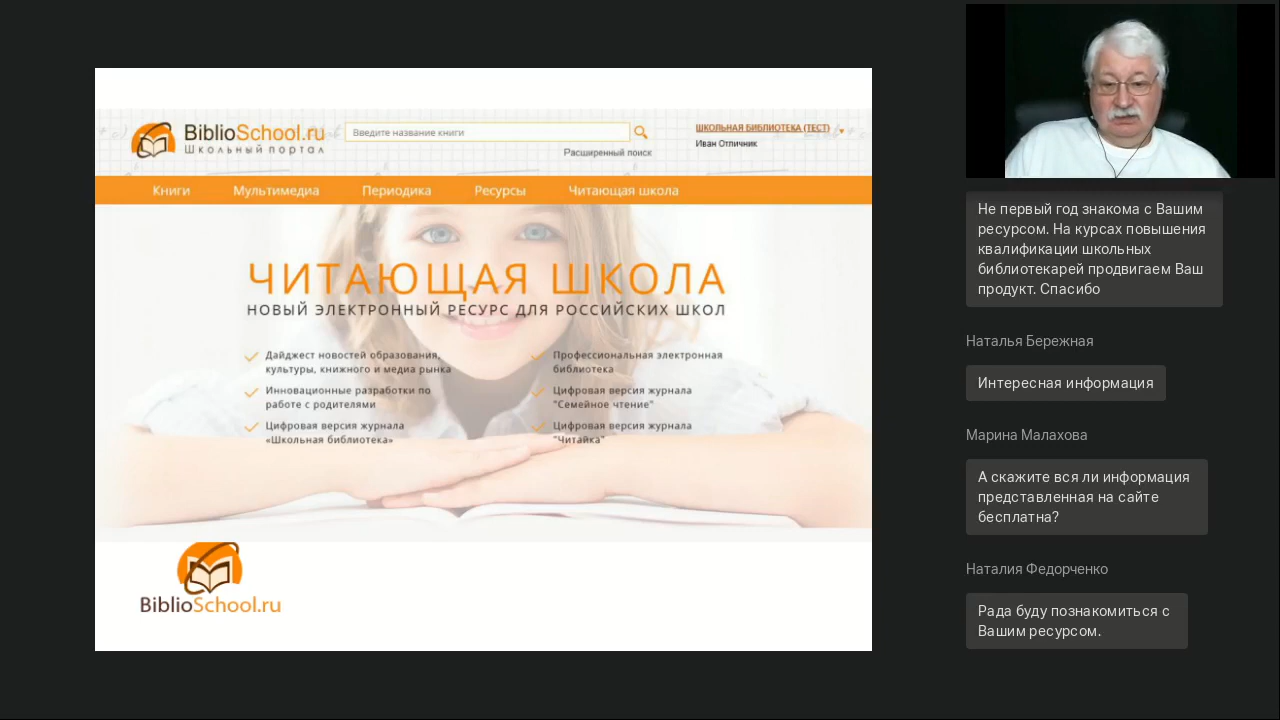 BiblioSchool.ru
Школьный портал
Введите название книги
Расширенный поиск
ШКОЛЬНАЯ БИБЛИОТЕКА (ТЕСТ)
Иван Отличник
Книги
Мультимедиа
Периодика
Ресурсы
Читающая школа
ЧИТАЮЩАЯ ШКОЛА
НОВЫЙ ЭЛЕКТРОННЫЙ РЕСУРС ДЛЯ РОССИЙСКИХ ШКОЛ
Дайджест новостей образования,
культуры, книжного и медиа рынка
Инновационные разработки по
работе с родителями
Цифровая версия журнала
«Школьная библиотека»
Профессиональная электронная
библиотека
Цифровая версия журнала
"Семейное чтение"
Цифровая версия журнала
"Читайка"
BiblioSchool.ru
Не первый год знакома с Вашим
ресурсом. На курсах повышения
квалификации школьных
библиотекарей продвигаем Ваш
продукт. Спасибо
Наталья Бережная
Интересная информация
Марина Малахова
А скажите вся ли информация
представленная на сайте
бесплатна?
Наталия Федорченко
Рада буду познакомиться с
Вашим ресурсом.